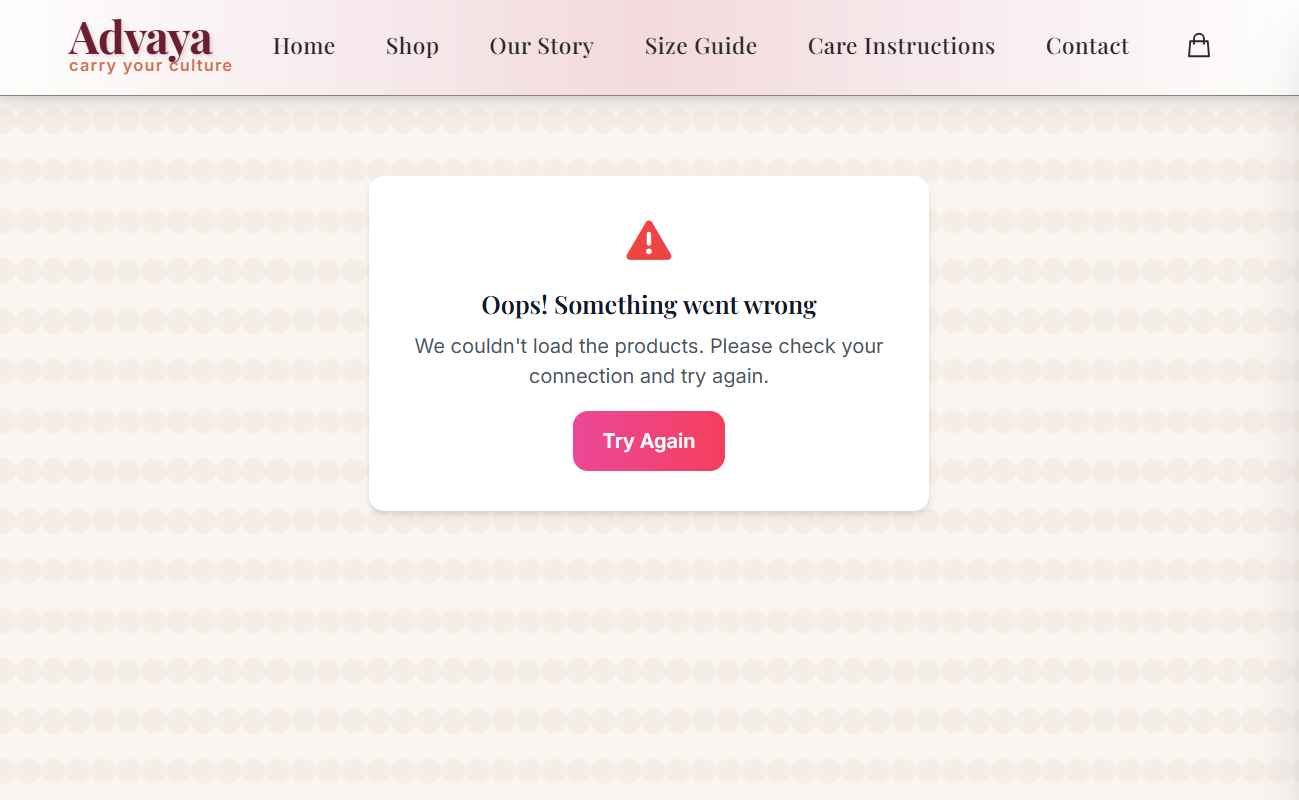 Advaya
carry your culture
Home Shop Our Story Size Guide Care Instructions Contact
Oops! Something went wrong
We couldn't load the products. Please check your
connection and try again.
Try Again